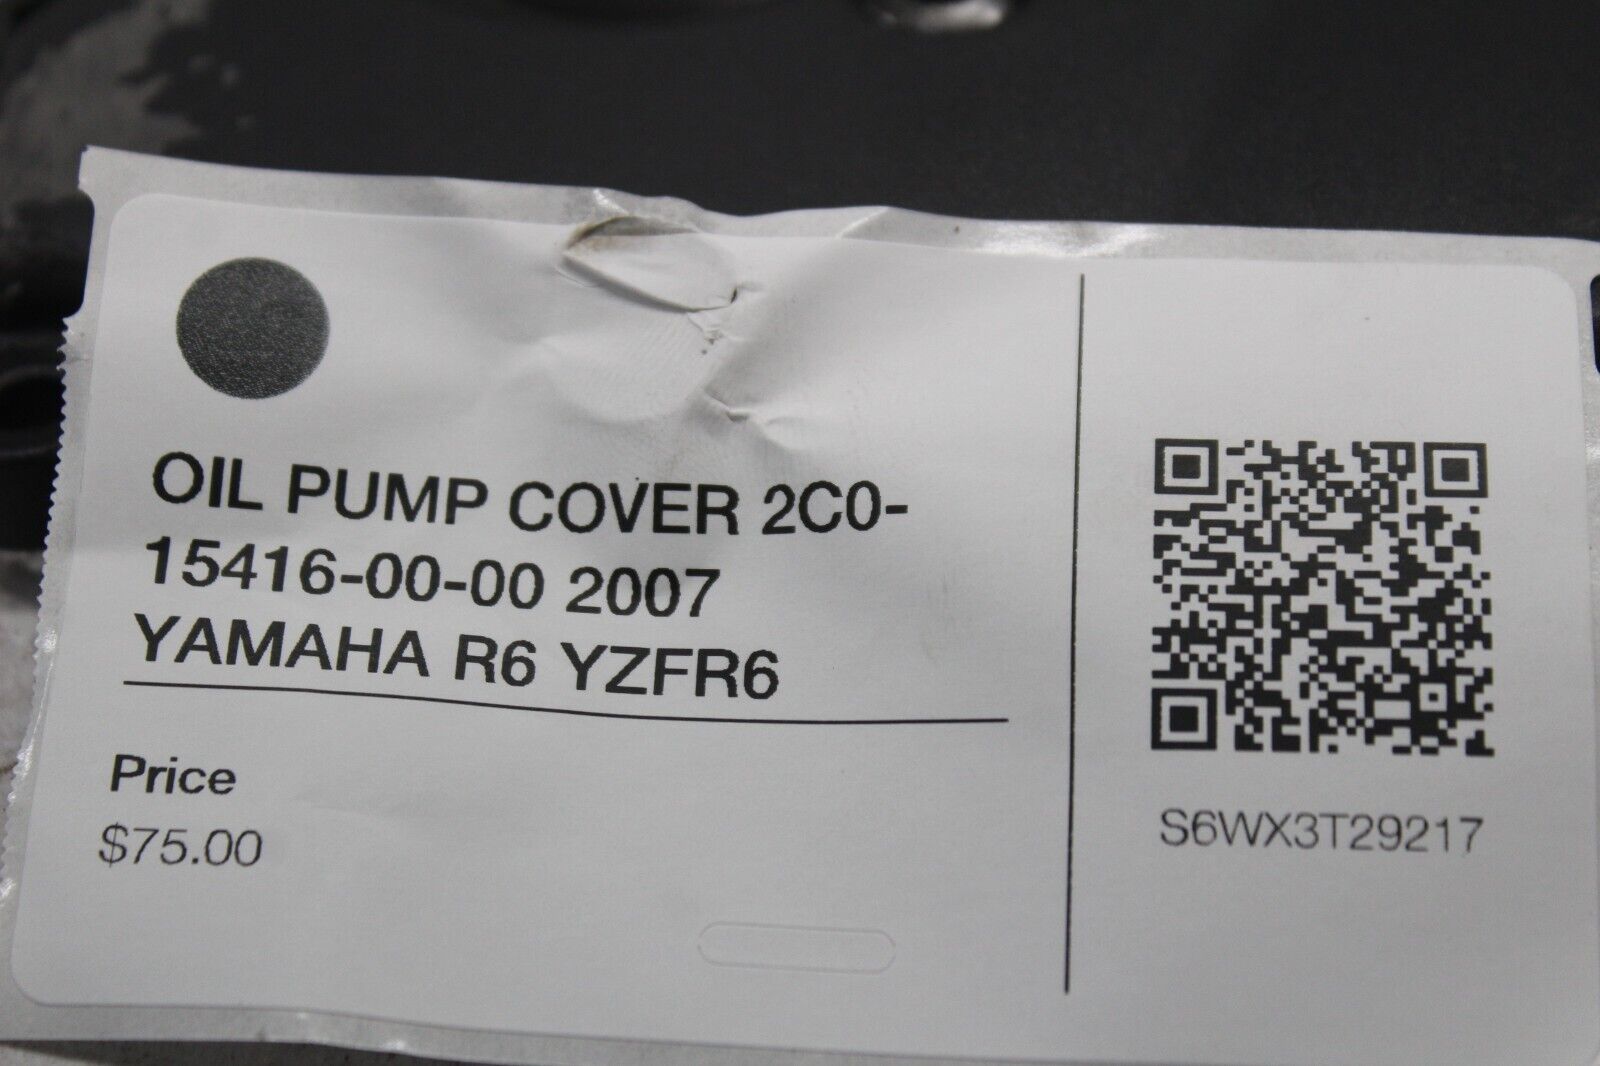 OIL PUMP COVER 2C0-
15416-00-00 2007
YAMAHA R6 YZFR6
Price
$75.00
S6WX3T29217